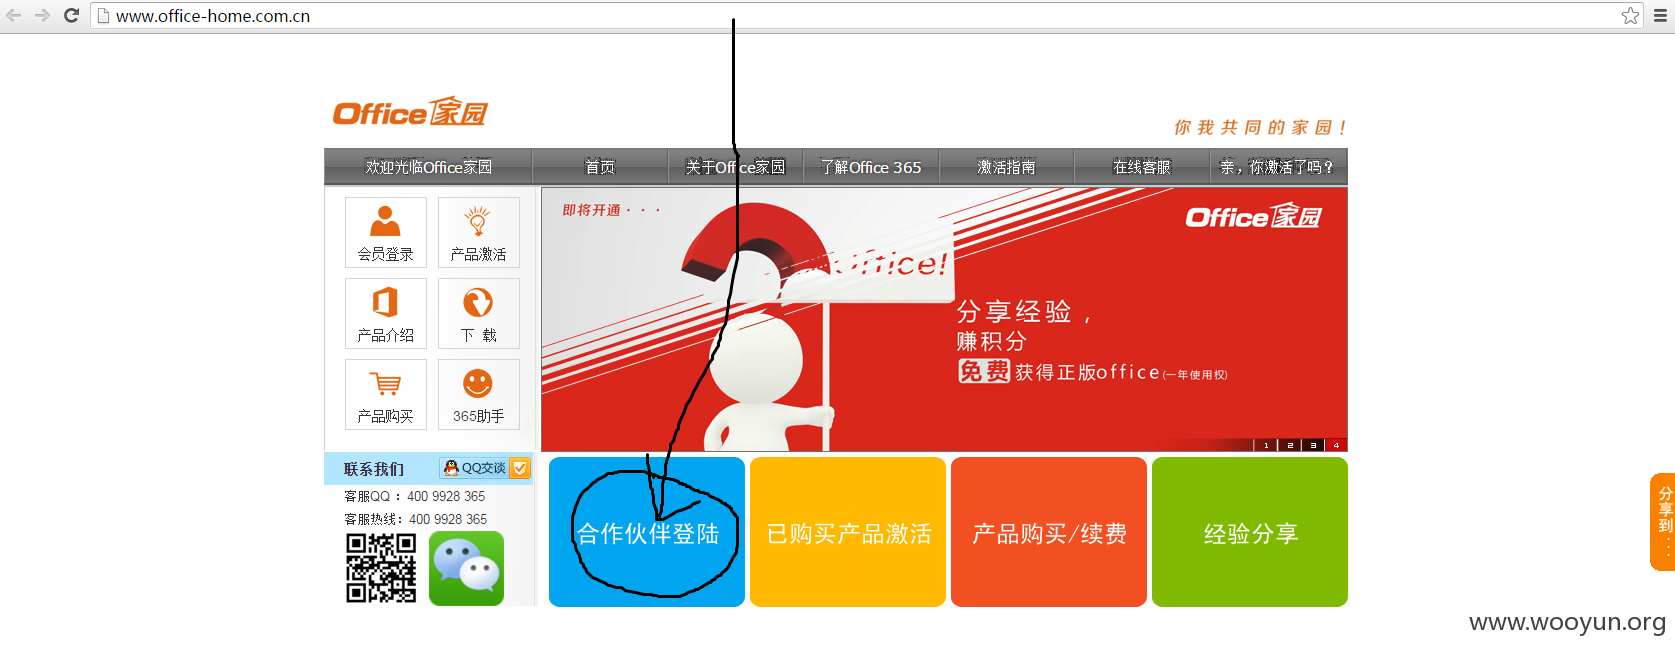 www.office-home.com.cn
Office家园
你我共同的家园！
欢迎光临Office家园 首页 关于Office家园 了解Office 365 激活指南 在线客服 亲，你激活了吗？
会员登录 产品激活
产品介绍 下 载
产品购买 365助手
即将开通···
Office家园
Office!
分享经验，
赚积分
免费获得正版office(一年使用权)
1 2 3 4
联系我们 QQ交谈
客服QQ： 400 9928 365
客服热线：400 9928 365
合作伙伴登陆 已购买产品激活 产品购买/续费 经验分享
分享到...
www.wooyun.org